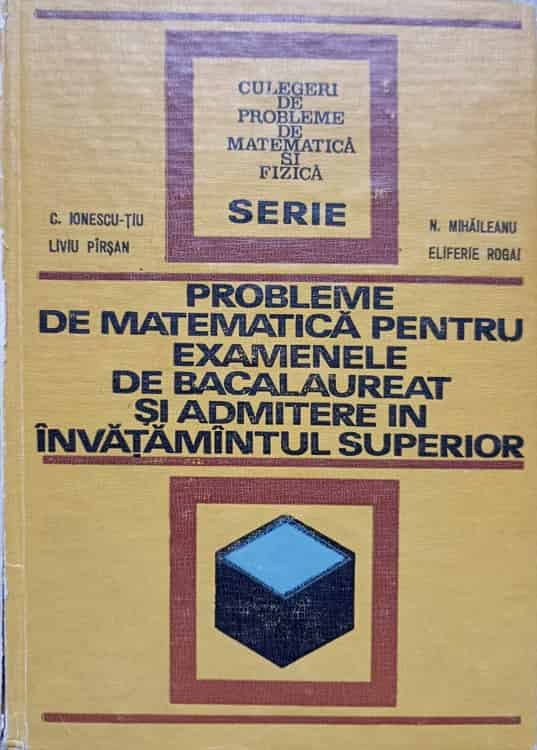 CULEGERI
DE
PROBLEME
DE
MATEMATICĂ
SI
FIZICĂ
SERIE
C. IONESCU-ȚIU
LIVIU PÎRȘAN
N. MIHĂILEANU
ELIFERIE ROGAI
PROBLEME
DE MATEMATICĂ PENTRU
EXAMENELE
DE BACALAUREAT
ȘI ADMITERE IN
ÎNVĂȚĂMÎNTUL SUPERIOR